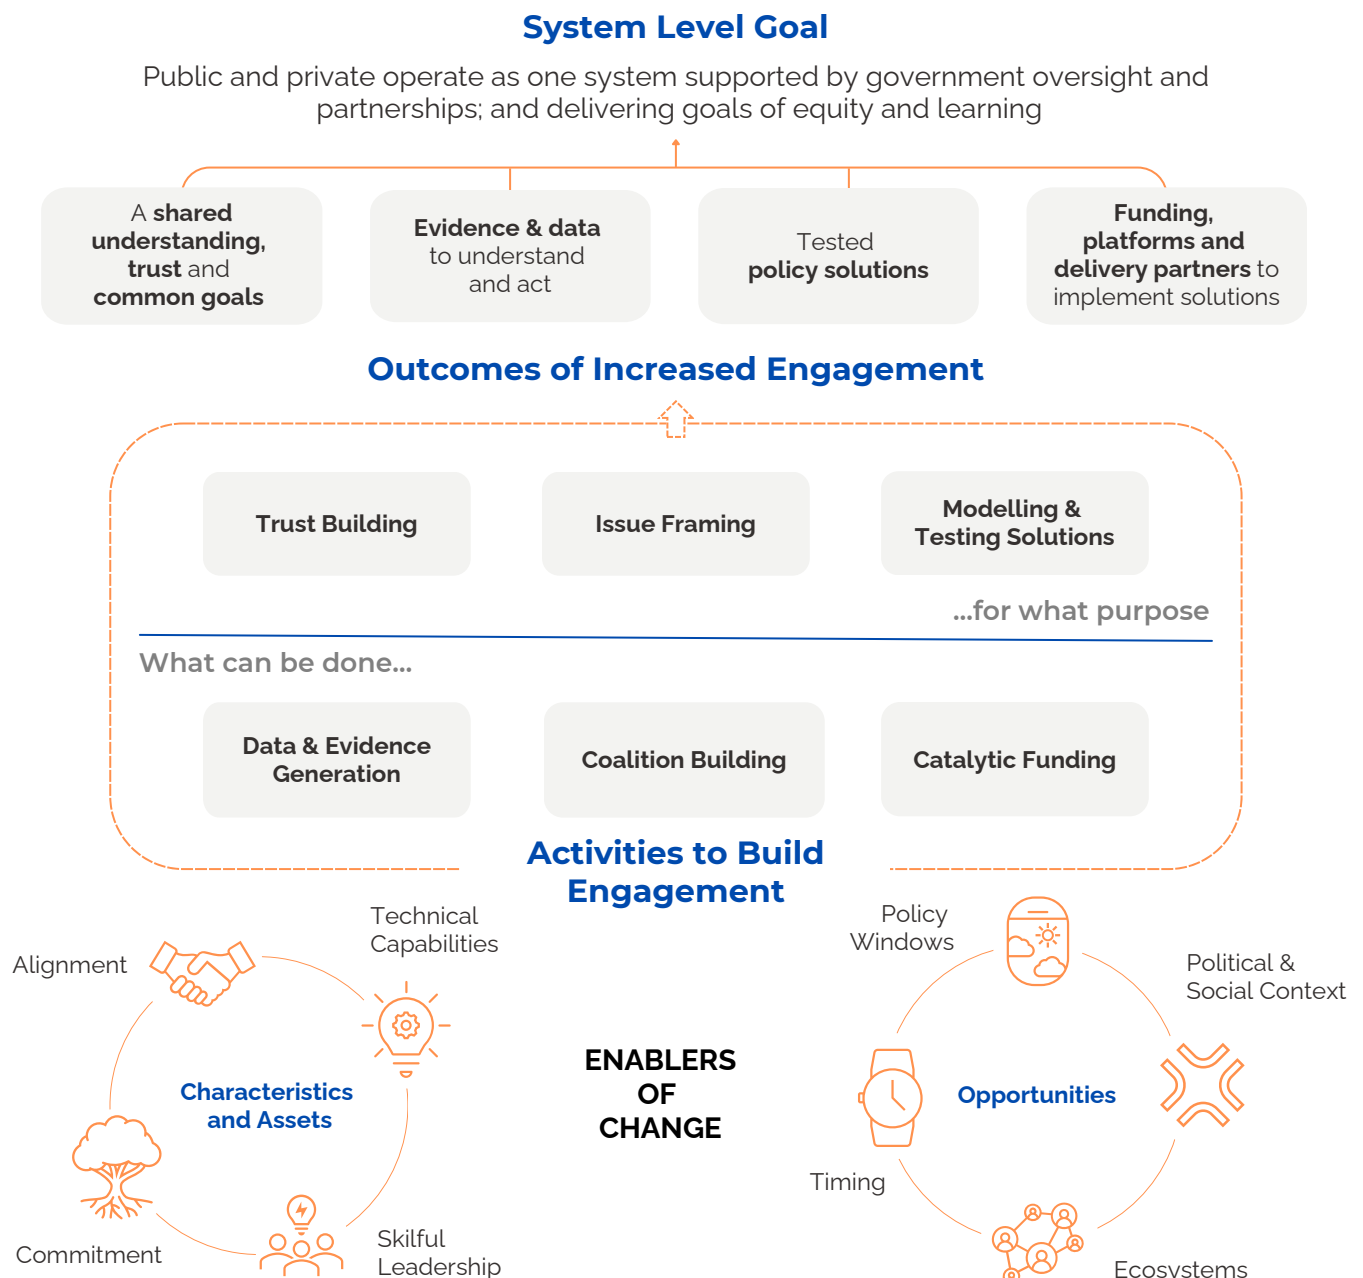 System Level Goal
Public and private operate as one system supported by government oversight and
partnerships; and delivering goals of equity and learning
A shared
understanding,
trust and
common goals
Evidence & data
to understand
and act
Tested
policy solutions
Funding,
platforms and
delivery partners to
implement solutions
Outcomes of Increased Engagement
Trust Building
Issue Framing
Modelling &
Testing Solutions
...for what purpose
What can be done...
Data & Evidence
Generation
Coalition Building
Catalytic Funding
Activities to Build
Engagement
Alignment
Technical
Capabilities
Characteristics
and Assets
Commitment
Skilful
Leadership
ENABLERS
OF
CHANGE
Policy
Windows
Political &
Social Context
Opportunities
Timing
Ecosystems